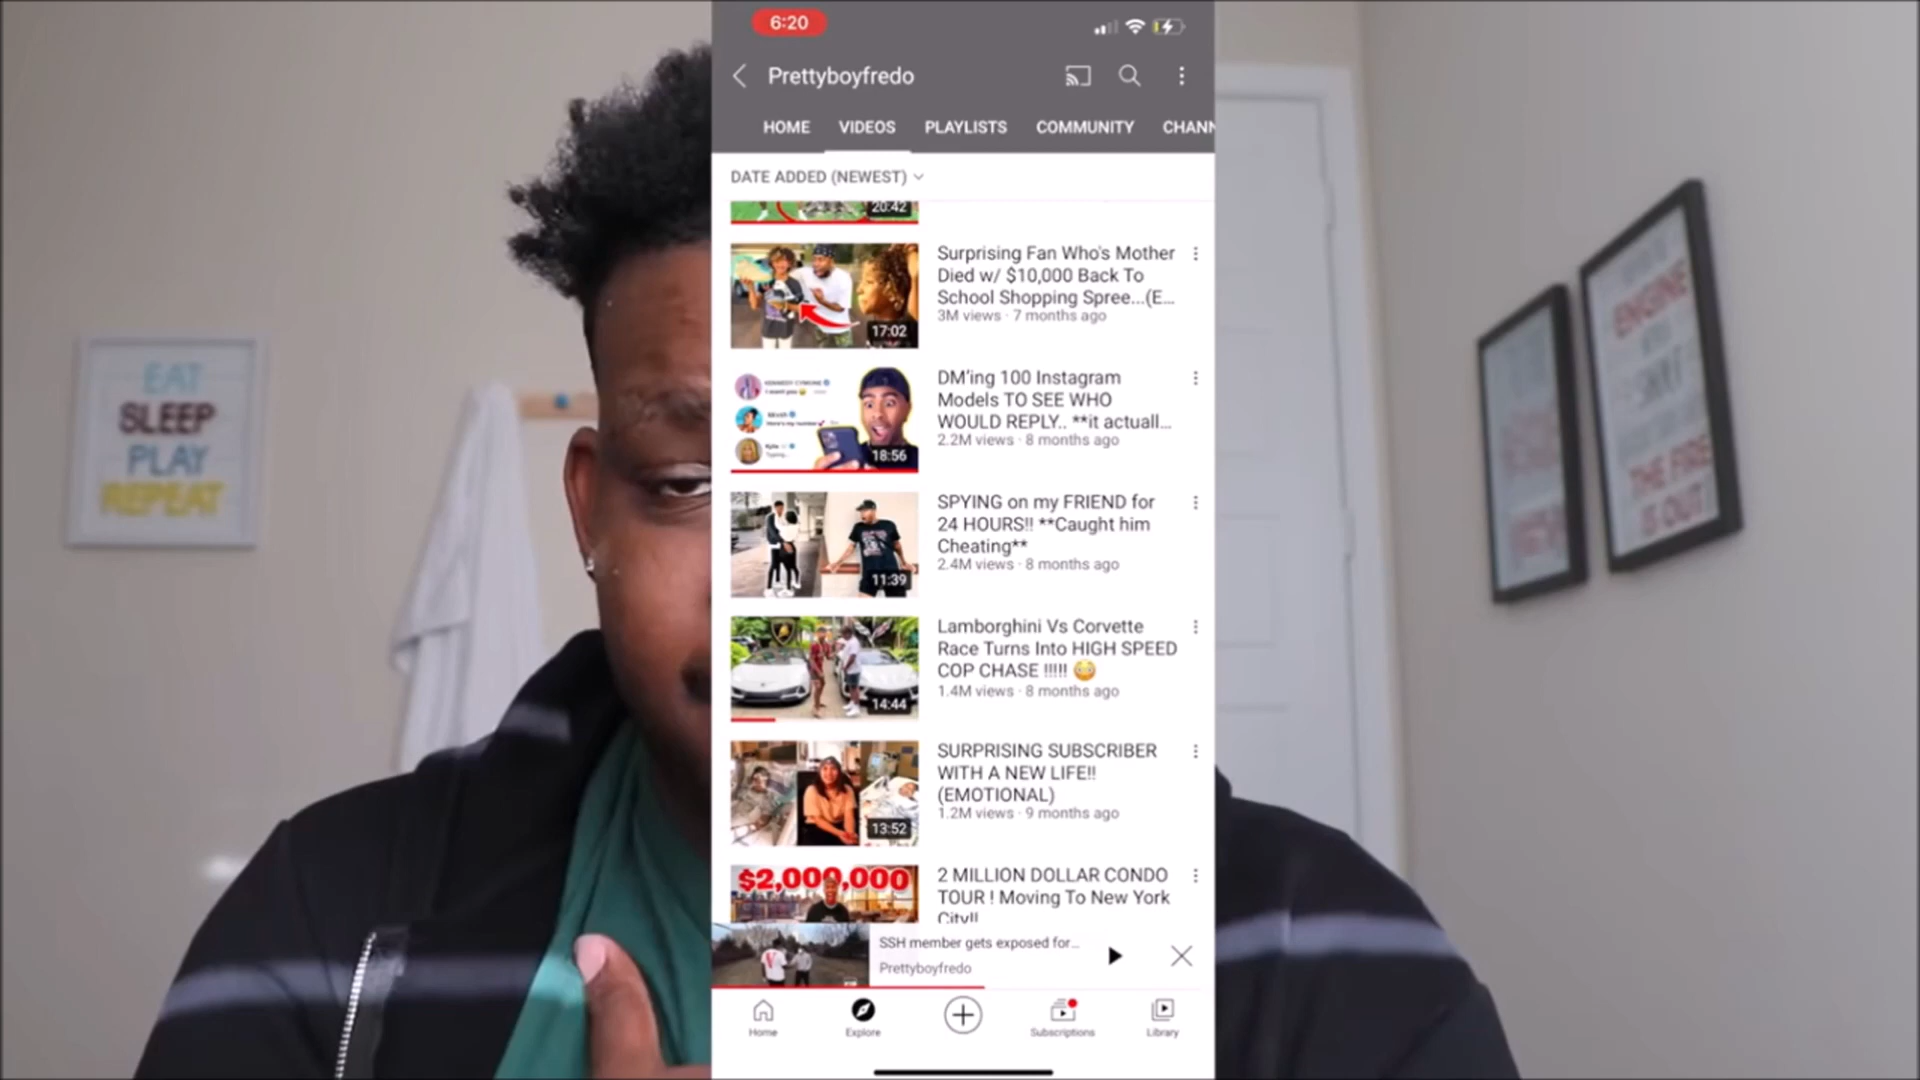 6:20
Prettyboyfredo
HOME VIDEOS PLAYLISTS COMMUNITY CHANN
DATE ADDED (NEWEST)
20:42
Surprising Fan Who's Mother
Died w/ $10,000 Back To
School Shopping Spree...(E...
3M views · 7 months ago
17:02
DM'ing 100 Instagram
Models TO SEE WHO
WOULD REPLY.. **it actuall...
2.2M views · 8 months ago
18:56
SPYING on my FRIEND for
24 HOURS!! **Caught him
Cheating**
2.4M views · 8 months ago
11:39
Lamborghini Vs Corvette
Race Turns Into HIGH SPEED
COP CHASE !!!!! 😳
1.4M views · 8 months ago
14:44
SURPRISING SUBSCRIBER
WITH A NEW LIFE!!
(EMOTIONAL)
1.2M views · 9 months ago
13:52
$2,000,000
2 MILLION DOLLAR CONDO
TOUR ! Moving To New York
City!!
SSH member gets exposed for...
Prettyboyfredo
Home Explore Subscriptions Library
EAT
SLEEP
PLAY
REPEAT
ENGINE
THE FIRE
IS OUT